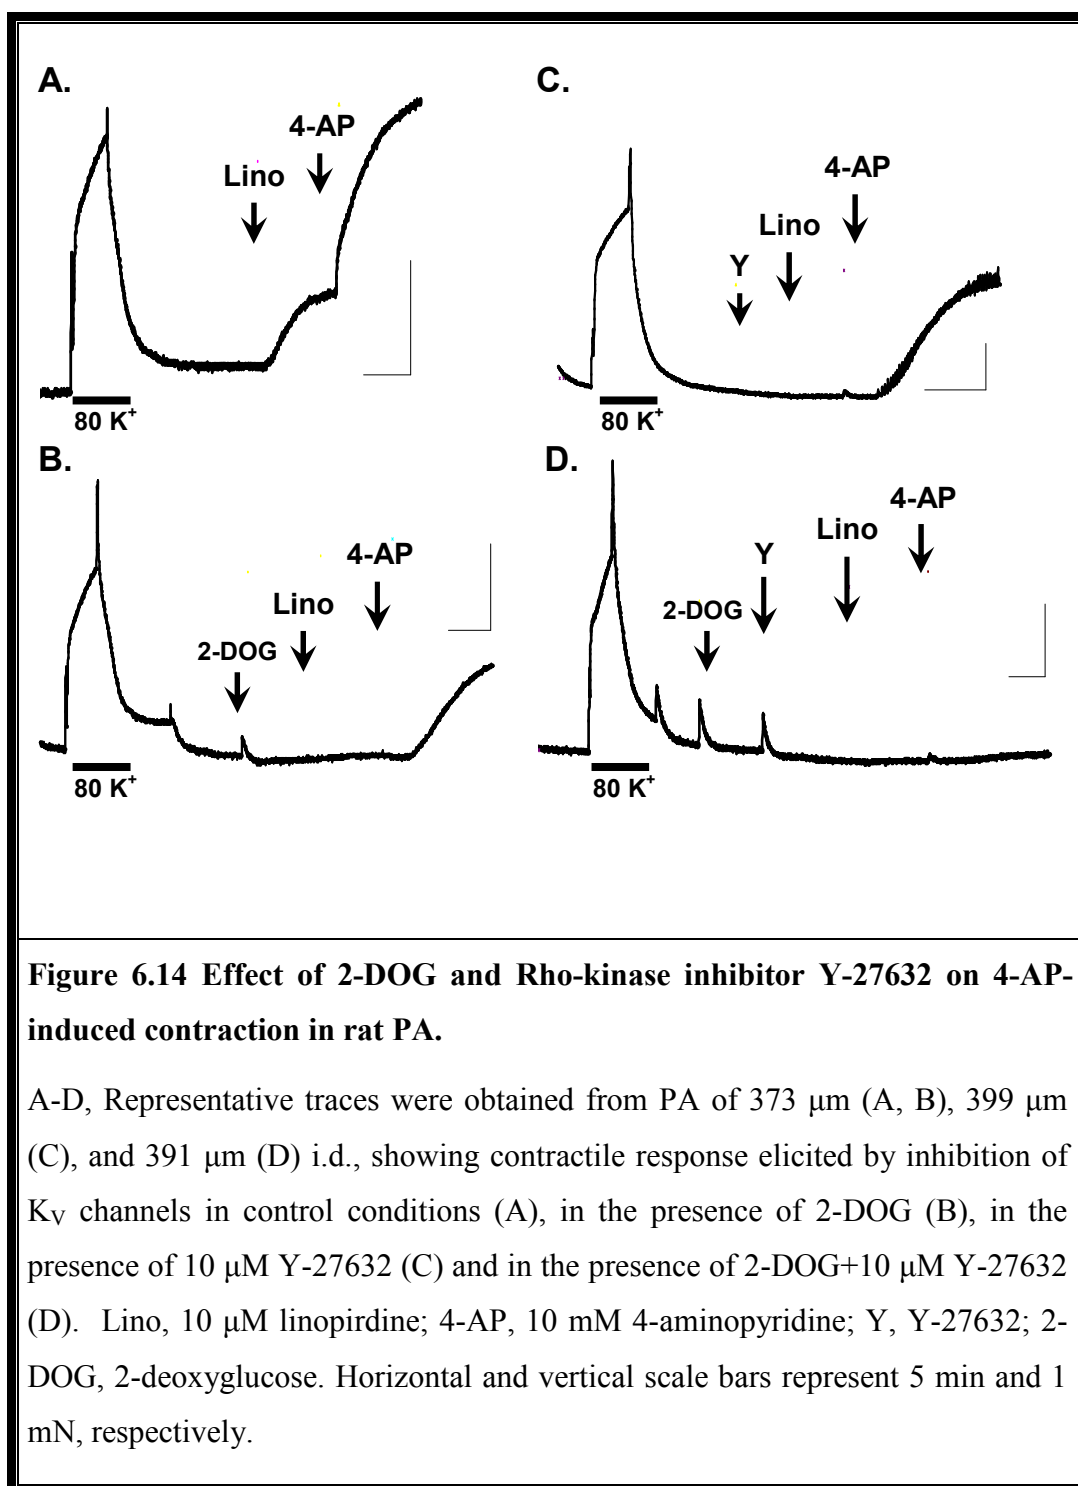 A.
4-AP
Lino
80 K+
C.
4-AP
Lino
Y
80 K+
B.
4-AP
Lino
2-DOG
80 K+
D.
4-AP
Lino
Y
2-DOG
80 K+
Figure 6.14 Effect of 2-DOG and Rho-kinase inhibitor Y-27632 on 4-AP-
induced contraction in rat PA.
A-D, Representative traces were obtained from PA of 373 μm (A, B), 399 μm
(C), and 391 μm (D) i.d., showing contractile response elicited by inhibition of
KV channels in control conditions (A), in the presence of 2-DOG (B), in the
presence of 10 μM Y-27632 (C) and in the presence of 2-DOG+10 μM Y-27632
(D). Lino, 10 μM linopirdine; 4-AP, 10 mM 4-aminopyridine; Y, Y-27632; 2-
DOG, 2-deoxyglucose. Horizontal and vertical scale bars represent 5 min and 1
mN, respectively.